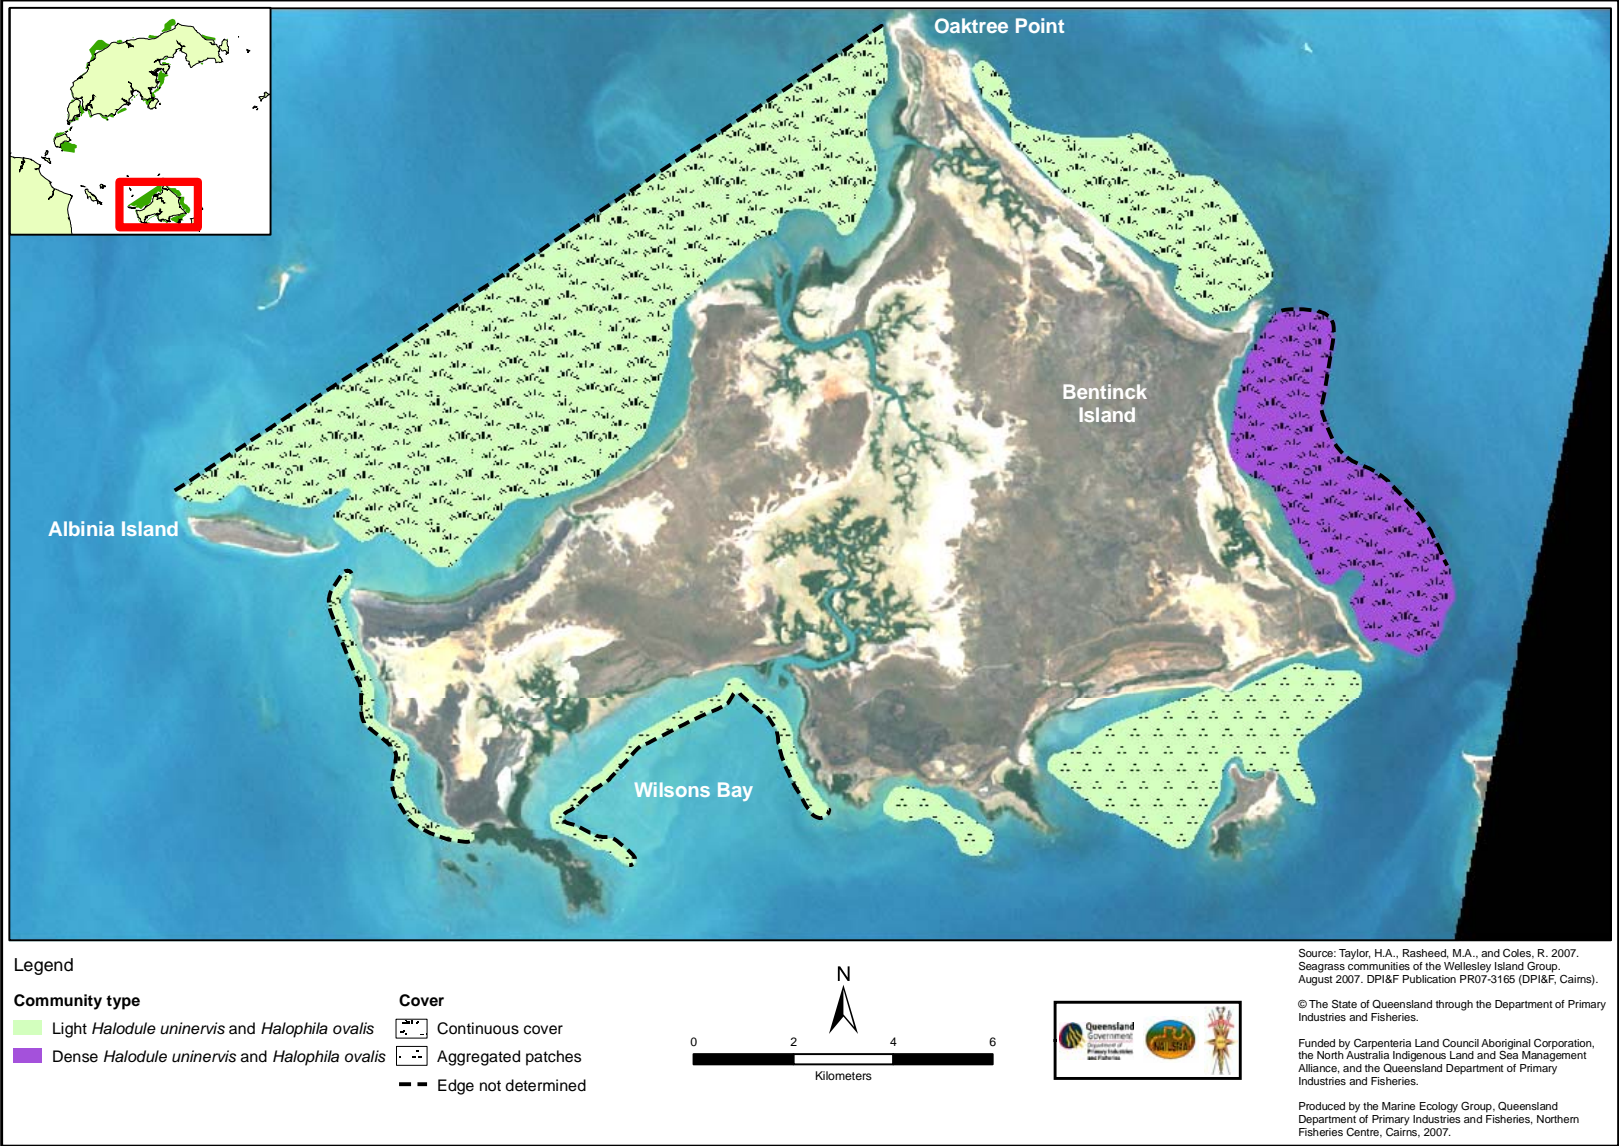 Oaktree Point
Bentinck
Island
Albinia Island
Wilsons Bay
Legend
Community type
Light Halodule uninervis and Halophila ovalis
Dense Halodule uninervis and Halophila ovalis
Cover
Continuous cover
Aggregated patches
Edge not determined
N
0 2 4 6
Kilometers
Queensland
Government
Department of
Primary Industries
and Fisheries
Source: Taylor, H.A., Rasheed, M.A., and Coles, R. 2007.
Seagrass communities of the Wellesley Island Group.
August 2007. DPI&F Publication PR07-3165 (DPI&F, Cairns).
© The State of Queensland through the Department of Primary
Industries and Fisheries.
Funded by Carpenteria Land Council Aboriginal Corporation,
the North Australia Indigenous Land and Sea Management
Alliance, and the Queensland Department of Primary
Industries and Fisheries.
Produced by the Marine Ecology Group, Queensland
Department of Primary Industries and Fisheries, Northern
Fisheries Centre, Cairns, 2007.